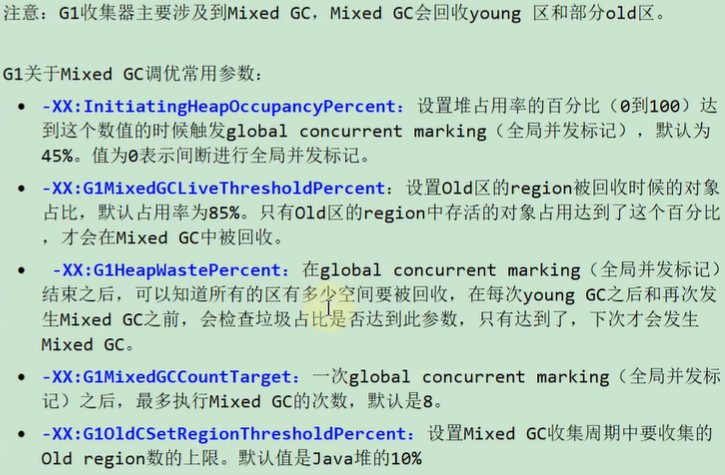 注意：G1收集器主要涉及到Mixed GC，Mixed GC会回收young 区和部分old区。
G1关于Mixed GC调优常用参数：
• -XX:InitiatingHeapOccupancyPercent：设置堆占用率的百分比（0到100）达
到这个数值的时候触发global concurrent marking（全局并发标记），默认为
45%。值为0表示间断进行全局并发标记。
• -XX:G1MixedGCLiveThresholdPercent：设置Old区的region被回收时候的对象
占比，默认占用率为85%。只有Old区的region中存活的对象占用达到了这个百分比
，才会在Mixed GC中被回收。
• -XX:G1HeapWastePercent：在global concurrent marking（全局并发标记）
结束之后，可以知道所有的区有多少空间要被回收，在每次young GC之后和再次发
生Mixed GC之前，会检查垃圾占比是否达到此参数，只有达到了，下次才会发生
Mixed GC。
• -XX:G1MixedGCCountTarget：一次global concurrent marking（全局并发标
记）之后，最多执行Mixed GC的次数，默认是8。
• -XX:G1OldCSetRegionThresholdPercent：设置Mixed GC收集周期中要收集的
Old region数的上限。默认值是Java堆的10%